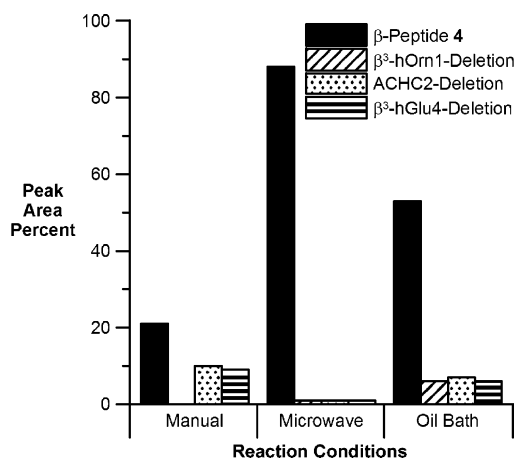 100
80
60
40
20
0
Peak
Area
Percent
β-Peptide 4
β³-hOrn1-Deletion
ACHC2-Deletion
β³-hGlu4-Deletion
Manual Microwave Oil Bath
Reaction Conditions